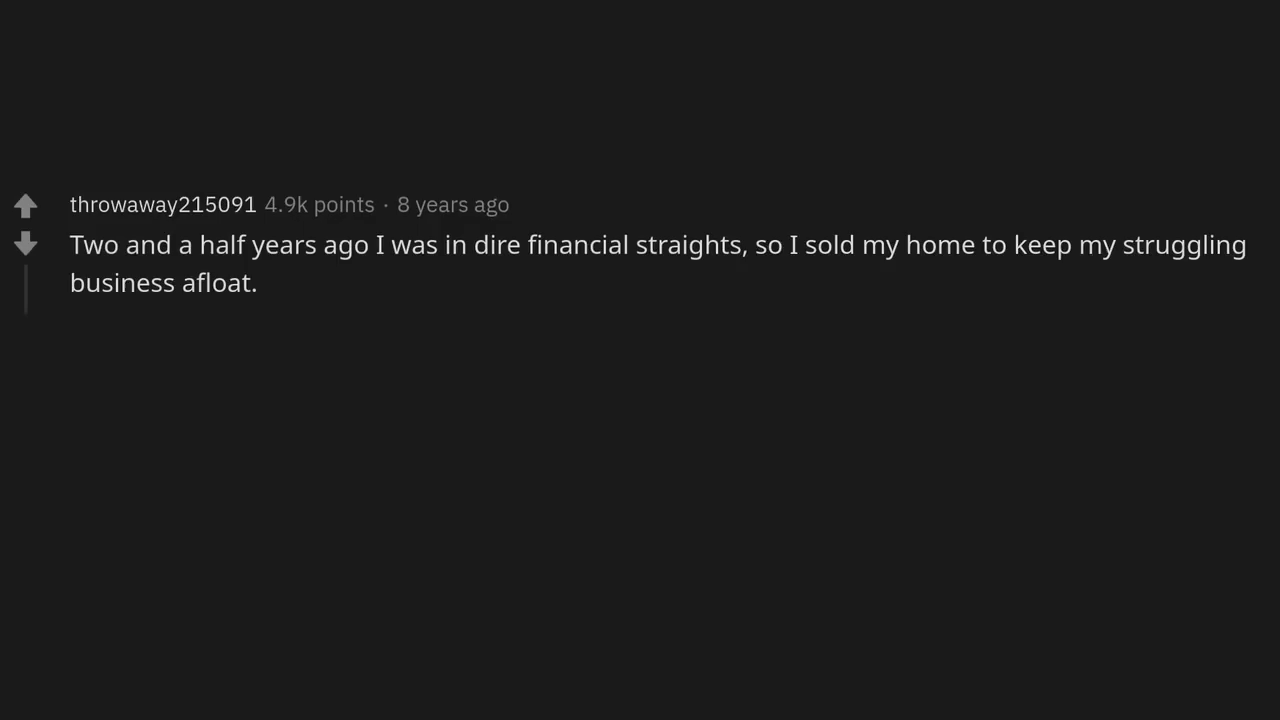 throwaway215091 4.9k points · 8 years ago
Two and a half years ago I was in dire financial straights, so I sold my home to keep my struggling
business afloat.